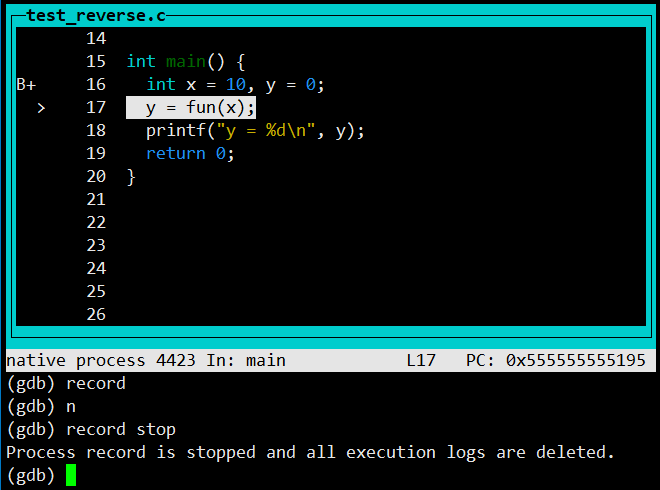 test_reverse.c
14
15 int main() {
B+ 16 int x = 10, y = 0;
> 17 y = fun(x);
18 printf("y = %d\n", y);
19 return 0;
20 }
21
22
23
24
25
26
native process 4423 In: main L17 PC: 0x555555555195
(gdb) record
(gdb) n
(gdb) record stop
Process record is stopped and all execution logs are deleted.
(gdb)